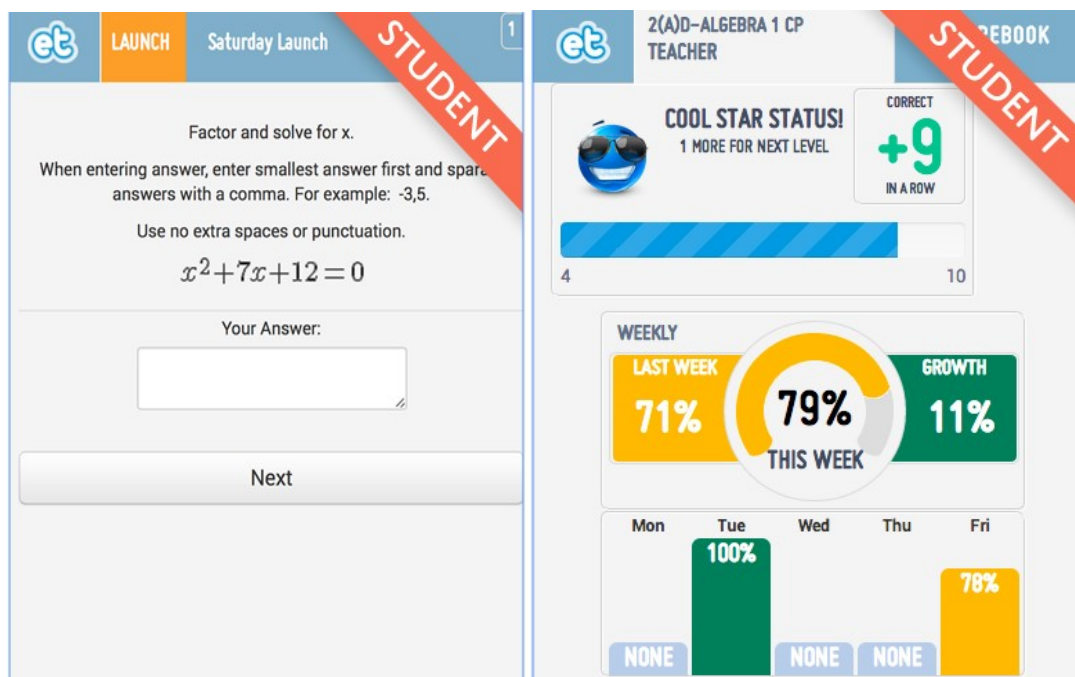 et
LAUNCH
Saturday Launch
1
STUDENT
Factor and solve for x.
When entering answer, enter smallest answer first and
answers with a comma. For example: -3,5.
Use no extra spaces or punctuation.
x²+7x+12=0
Your Answer:
Next
et
2(A)D-ALGEBRA 1 CP
TEACHER
EBOOK
STUDENT
COOL STAR STATUS!
1 MORE FOR NEXT LEVEL
CORRECT
+9
IN A ROW
4
10
WEEKLY
LAST WEEK
71%
79%
THIS WEEK
GROWTH
11%
Mon Tue Wed Thu Fri
NONE
100%
NONE
NONE
78%